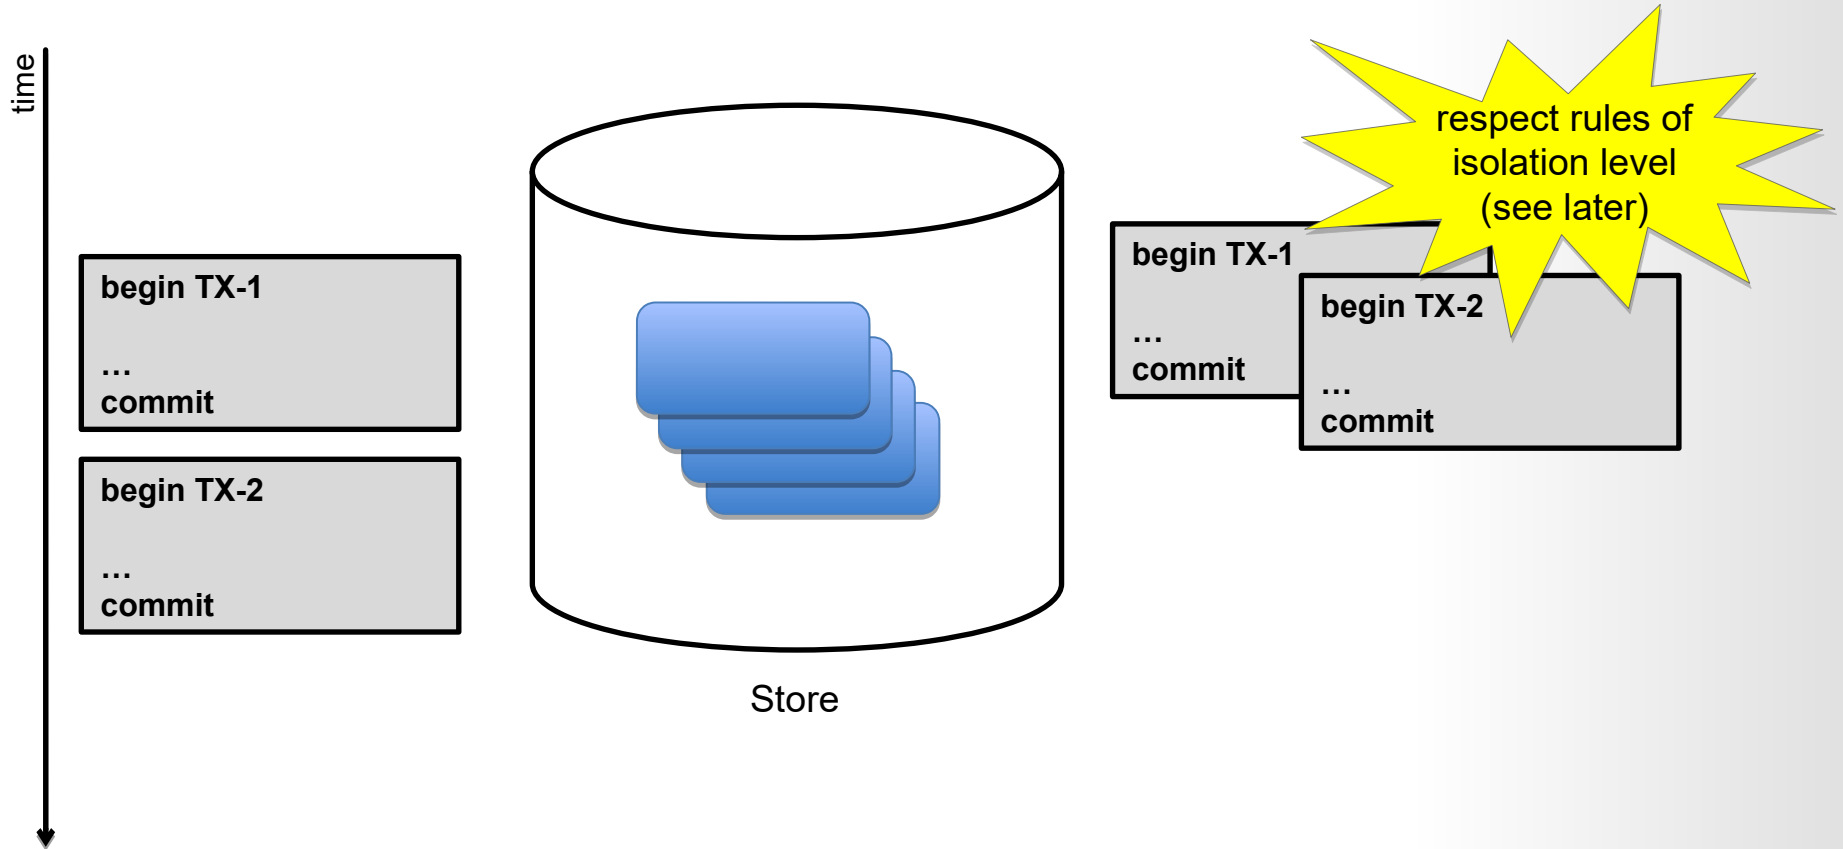 time
begin TX-1
…
commit
begin TX-2
…
commit
Store
begin TX-1
…
commit
begin TX-2
…
commit
respect rules of
isolation level
(see later)